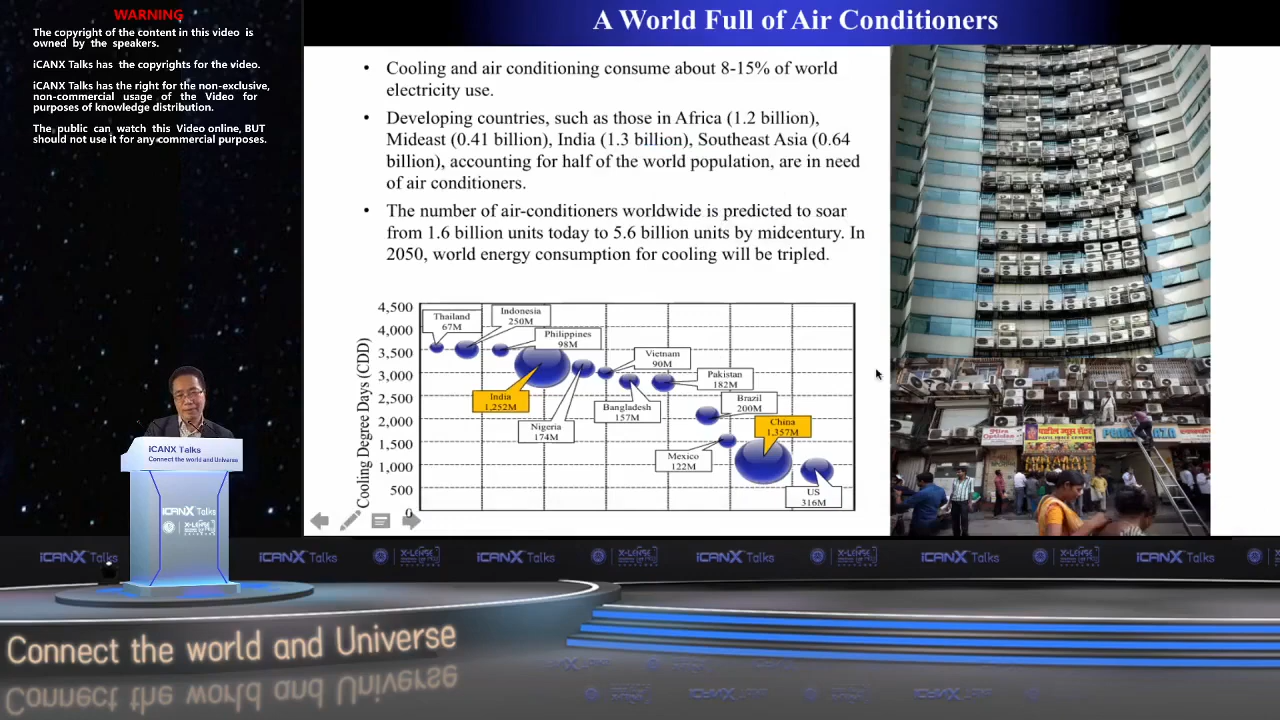 WARNING
The copyright of the content in this video is
owned by the speakers.
iCANX Talks has the copyrights for the video.
iCANX Talks has the right for the non-exclusive,
non-commercial usage of the Video for
purposes of knowledge distribution.
The public can watch this Video online, BUT
should not use it for any commercial purposes.
A World Full of Air Conditioners
• Cooling and air conditioning consume about 8-15% of world
electricity use.
• Developing countries, such as those in Africa (1.2 billion),
Mideast (0.41 billion), India (1.3 billion), Southeast Asia (0.64
billion), accounting for half of the world population, are in need
of air conditioners.
• The number of air-conditioners worldwide is predicted to soar
from 1.6 billion units today to 5.6 billion units by midcentury. In
2050, world energy consumption for cooling will be tripled.
Cooling Degree Days (CDD)
4,500
4,000
3,500
3,000
2,500
2,000
1,500
1,000
500
0
Thailand
67M
Indonesia
250M
Philippines
98M
India
1,252M
Nigeria
174M
Vietnam
90M
Bangladesh
157M
Pakistan
182M
Brazil
200M
Mexico
122M
China
1,357M
US
316M
iCANX Talks
Connect the world and Universe
iCANX Talks
iCANX Talks
iCANX Talks
iCANX Talks
iCANX Talks
iCANX Talks
iCANX Talks
Connect the world and Universe